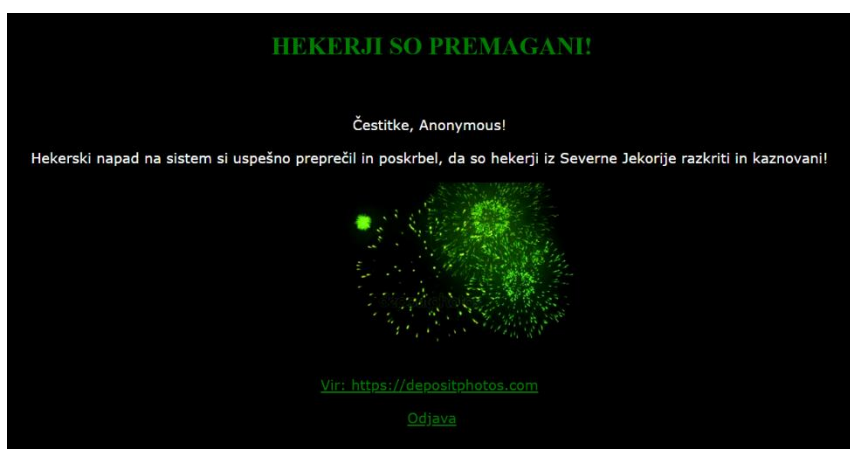 HEKERJI SO PREMAGANI!
Čestitke, Anonymous!
Hekerski napad na sistem si uspešno preprečil in poskrbel, da so hekerji iz Severne Jekorije razkriti in kaznovani!
Vir: https://depositphotos.com
Odjava